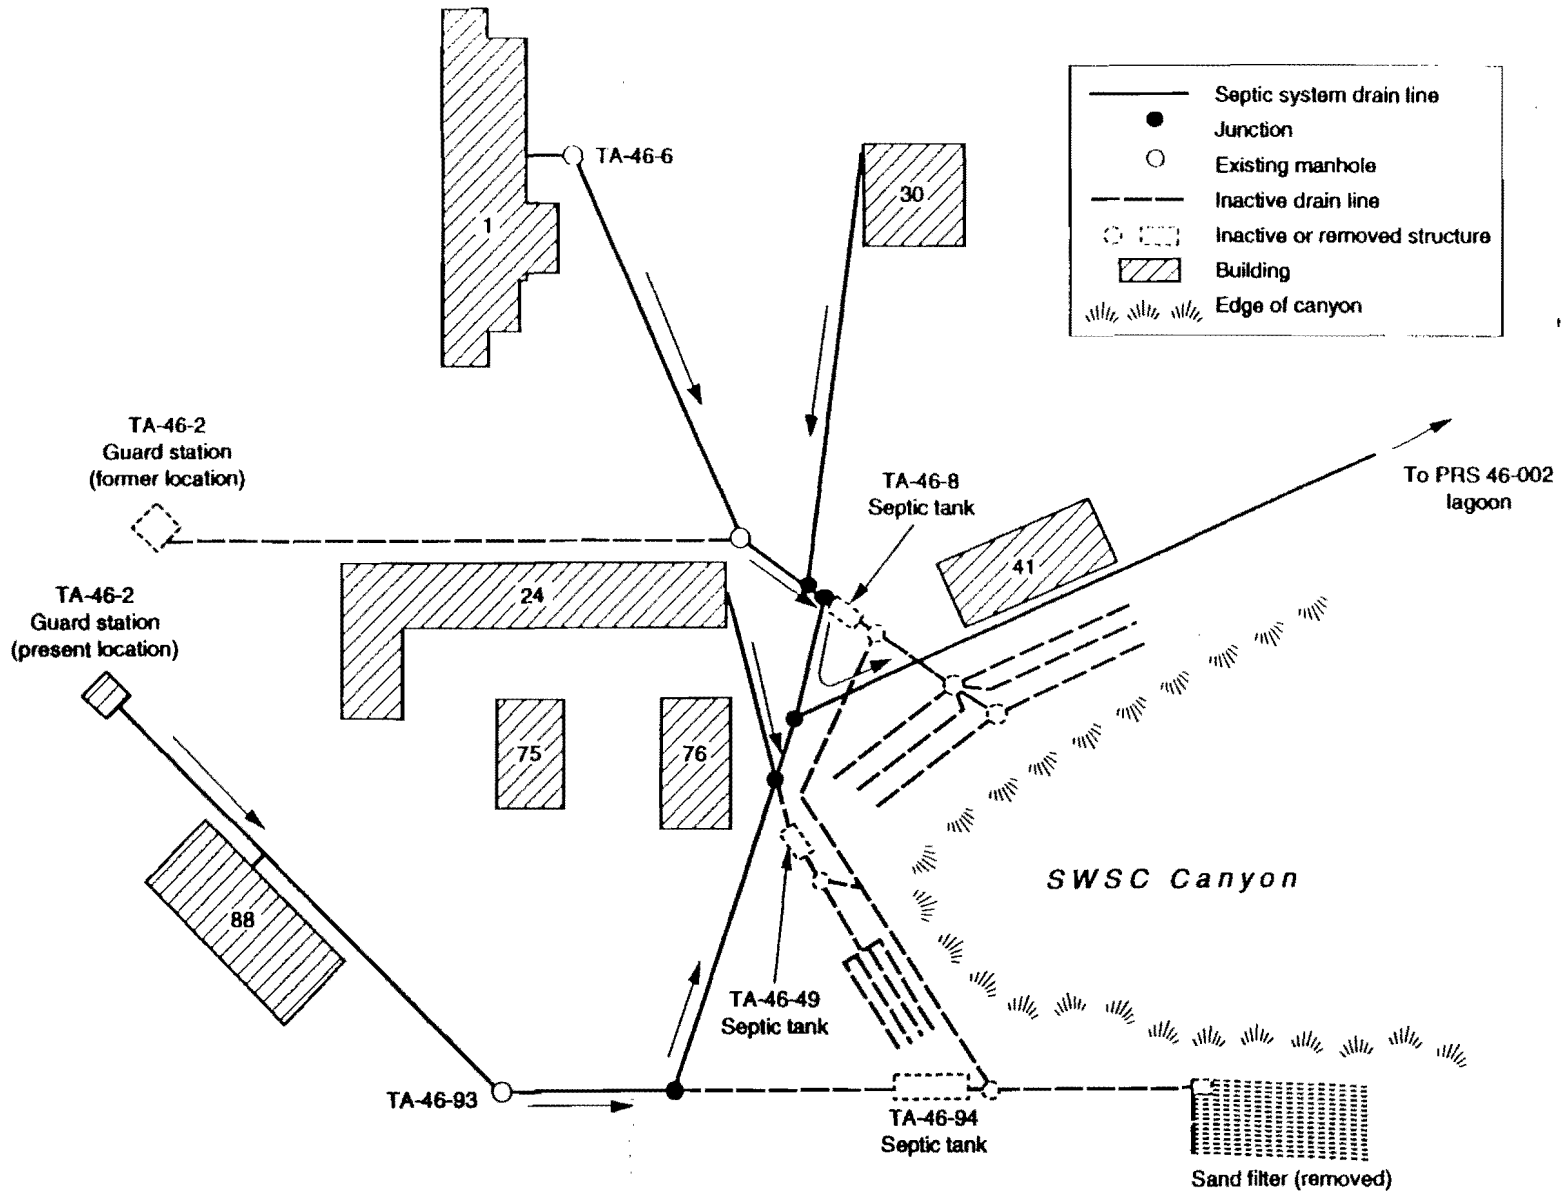 Septic system drain line
Junction
Existing manhole
Inactive drain line
Inactive or removed structure
Building
Edge of canyon
TA-46-6
30
1
TA-46-2
Guard station
(former location)
TA-46-8
Septic tank
To PRS 46-002
lagoon
41
24
TA-46-2
Guard station
(present location)
75
76
SWSC Canyon
88
TA-46-49
Septic tank
TA-46-93
TA-46-94
Septic tank
Sand filter (removed)